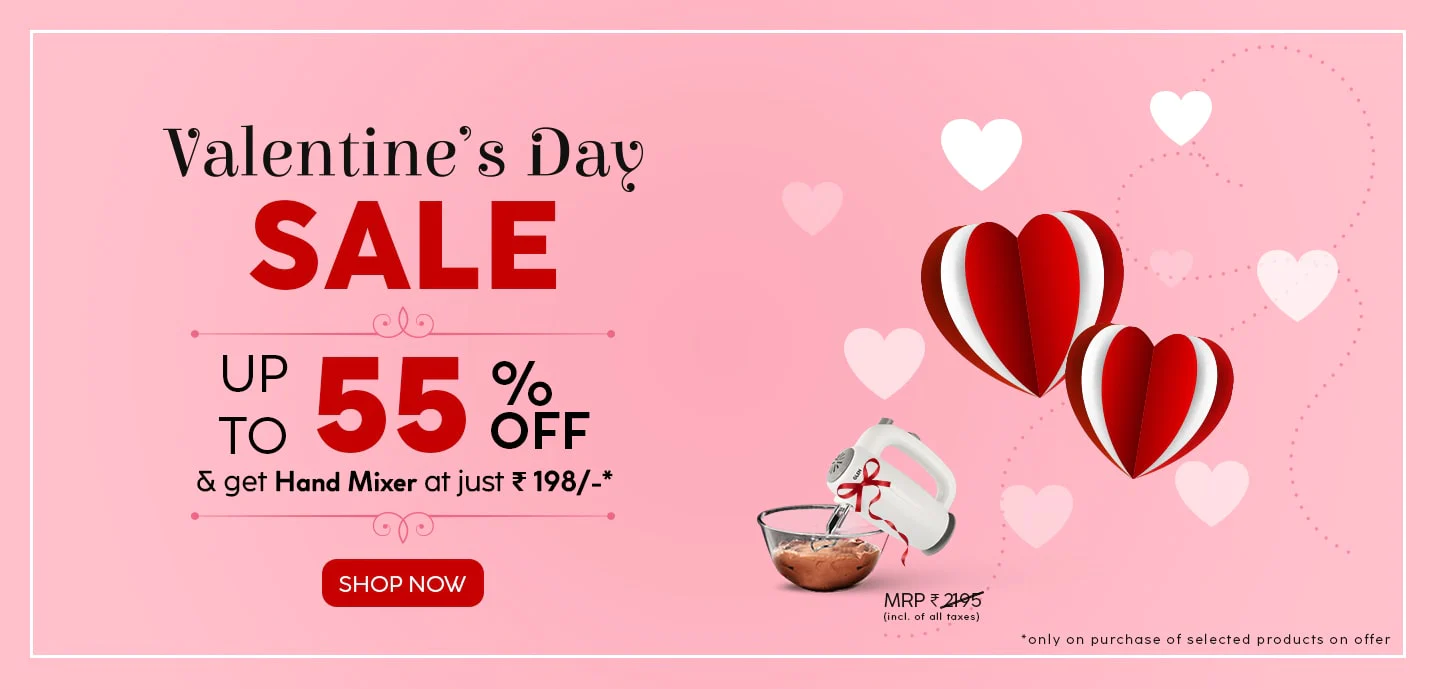 Valentine's Day
SALE
UP TO 55 % OFF
& get Hand Mixer at just ₹ 198/-*
SHOP NOW
GLEN
MRP ₹ 2195
(incl. of all taxes)
*only on purchase of selected products on offer